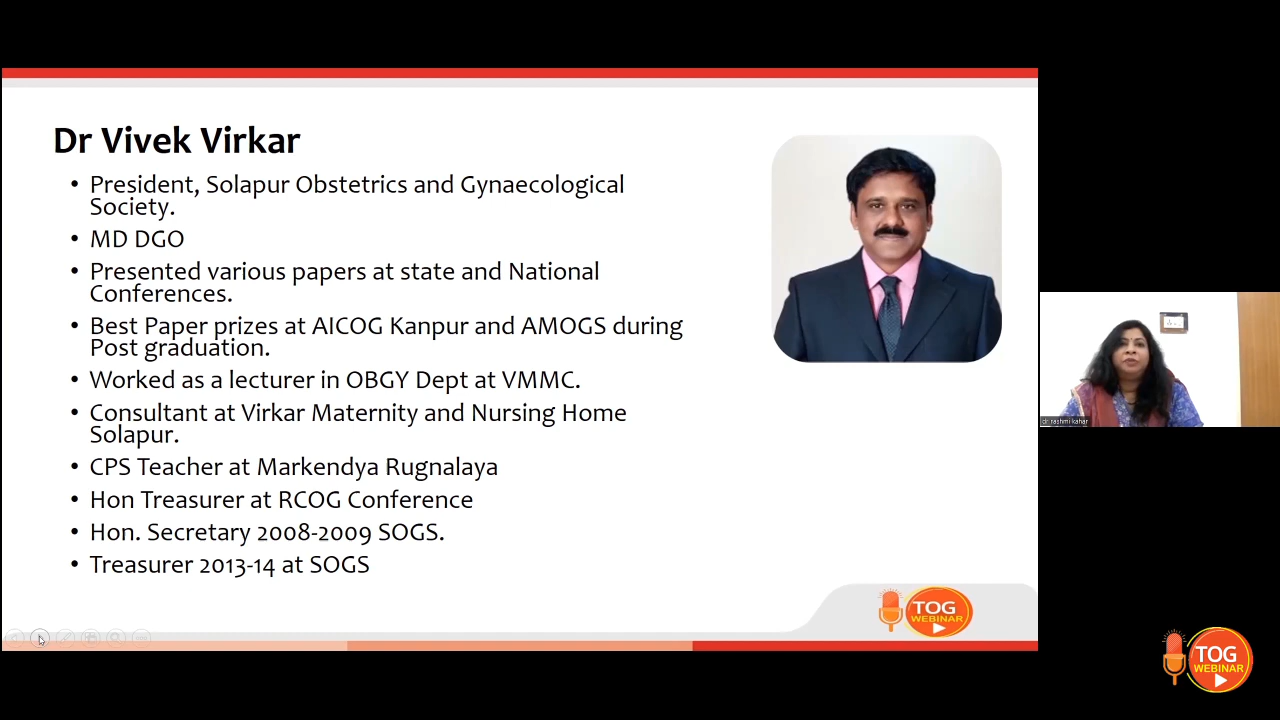 Dr Vivek Virkar
• President, Solapur Obstetrics and Gynaecological
Society.
• MD DGO
• Presented various papers at state and National
Conferences.
• Best Paper prizes at AICOG Kanpur and AMOGS during
Post graduation.
• Worked as a lecturer in OBGY Dept at VMMC.
• Consultant at Virkar Maternity and Nursing Home
Solapur.
• CPS Teacher at Markendya Rugnalaya
• Hon Treasurer at RCOG Conference
• Hon. Secretary 2008-2009 SOGS.
• Treasurer 2013-14 at SOGS
TOG
WEBINAR
dr rashmi kahar
TOG
WEBINAR